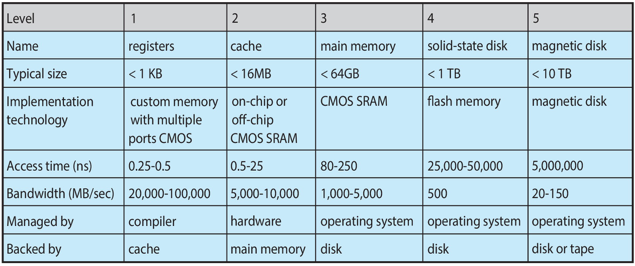 Level 1 2 3 4 5
Name registers cache main memory solid-state disk magnetic disk
Typical size < 1 KB < 16MB < 64GB < 1 TB < 10 TB
Implementation technology custom memory with multiple ports CMOS on-chip or off-chip CMOS SRAM CMOS SRAM flash memory magnetic disk
Access time (ns) 0.25-0.5 0.5-25 80-250 25,000-50,000 5,000,000
Bandwidth (MB/sec) 20,000-100,000 5,000-10,000 1,000-5,000 500 20-150
Managed by compiler hardware operating system operating system operating system
Backed by cache main memory disk disk disk or tape